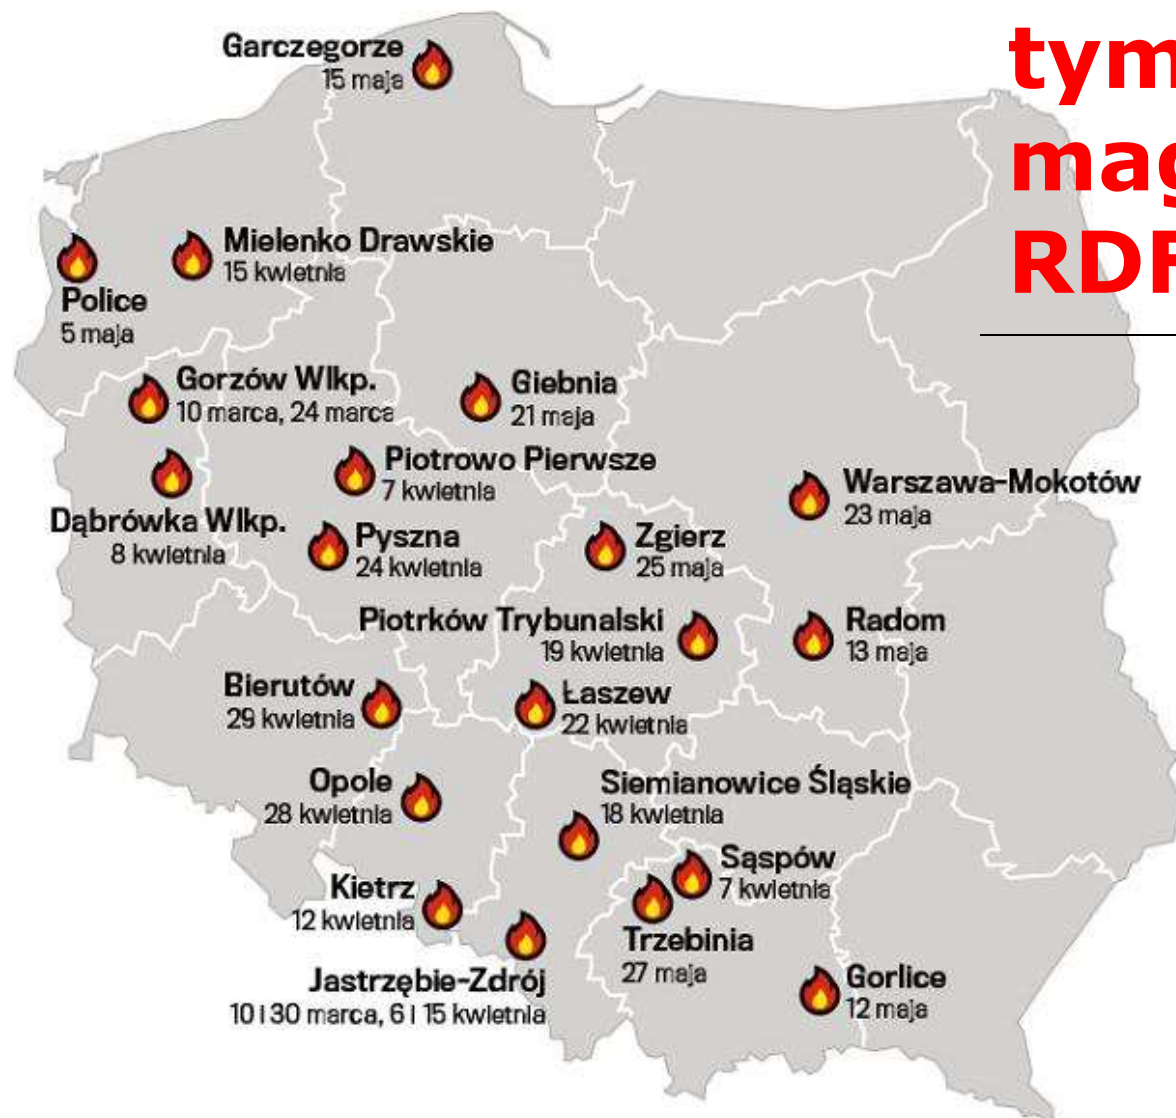 tym
mag
RDF
Garczegorze
15 maja
Mielenko Drawskie
15 kwietnia
Police
5 maja
Gorzów Wlkp.
10 marca, 24 marca
Giebnia
21 maja
Piotrowo Pierwsze
7 kwietnia
Warszawa-Mokotów
23 maja
Dąbrówka Wlkp.
8 kwietnia
Pyszna
24 kwietnia
Zgierz
25 maja
Piotrków Trybunalski
19 kwietnia
Radom
13 maja
Bierutów
29 kwietnia
Łaszew
22 kwietnia
Opole
28 kwietnia
Siemianowice Śląskie
18 kwietnia
Sąspów
7 kwietnia
Kietrz
12 kwietnia
Trzebinia
27 maja
Jastrzębie-Zdrój
10 i 30 marca, 6 i 15 kwietnia
Gorlice
12 maja